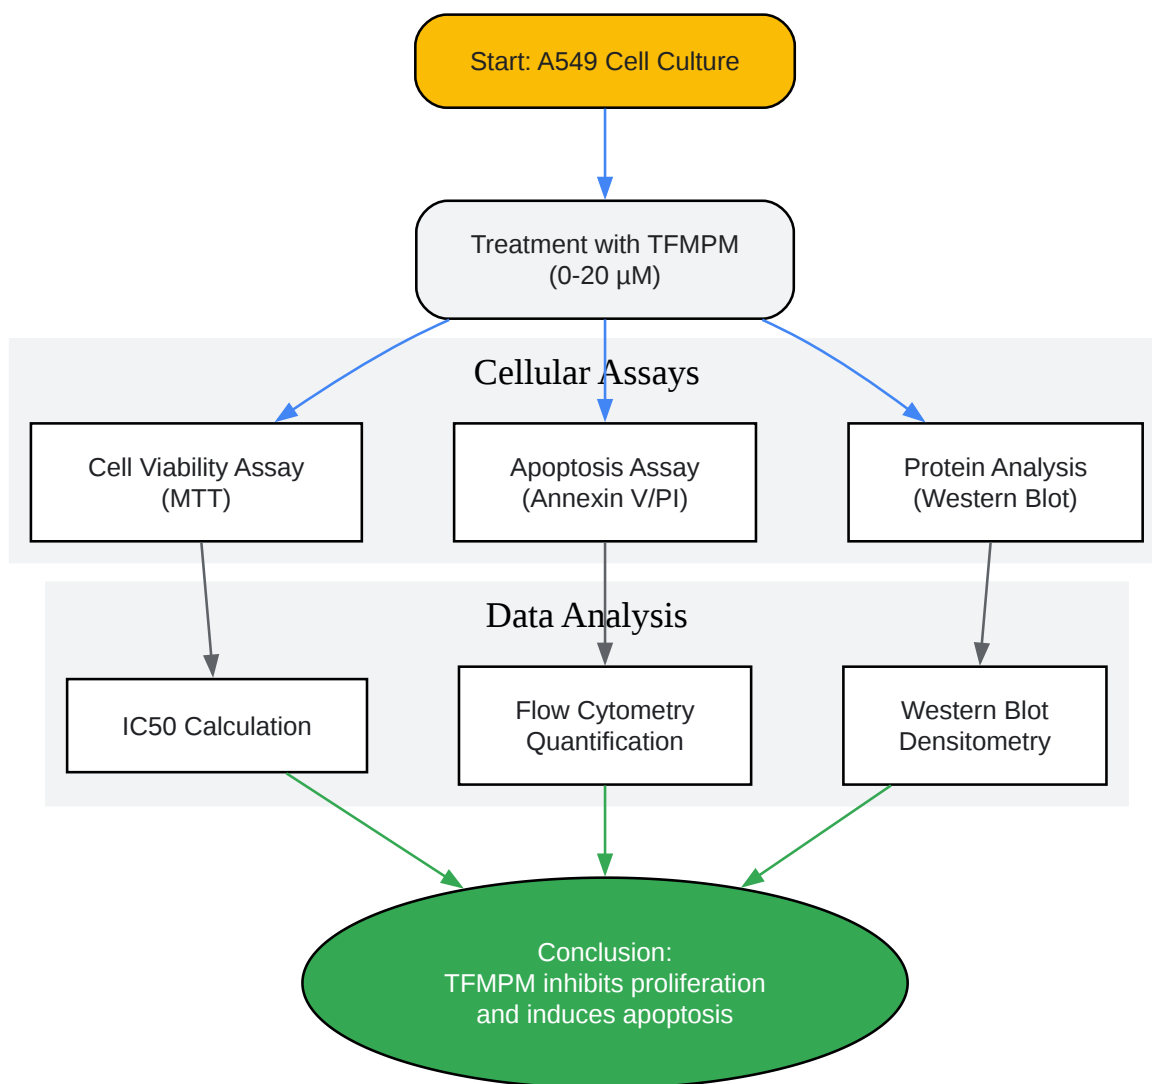 Start: A549 Cell Culture
Treatment with TFMPM
(0-20 µM)
Cellular Assays
Cell Viability Assay
(MTT)
Apoptosis Assay
(Annexin V/PI)
Protein Analysis
(Western Blot)
Data Analysis
IC50 Calculation
Flow Cytometry
Quantification
Western Blot
Densitometry
Conclusion:
TFMPM inhibits proliferation
and induces apoptosis